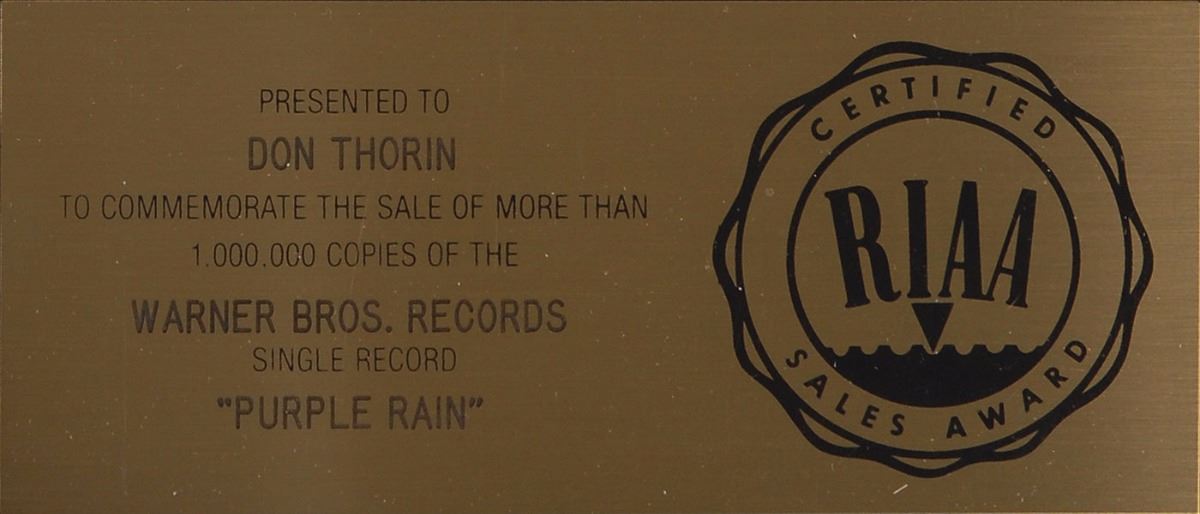 PRESENTED TO
DON THORIN
TO COMMEMORATE THE SALE OF MORE THAN
1.000.000 COPIES OF THE
WARNER BROS. RECORDS
SINGLE RECORD
"PURPLE RAIN"
CERTIFIED
RIAA
SALES AWARD